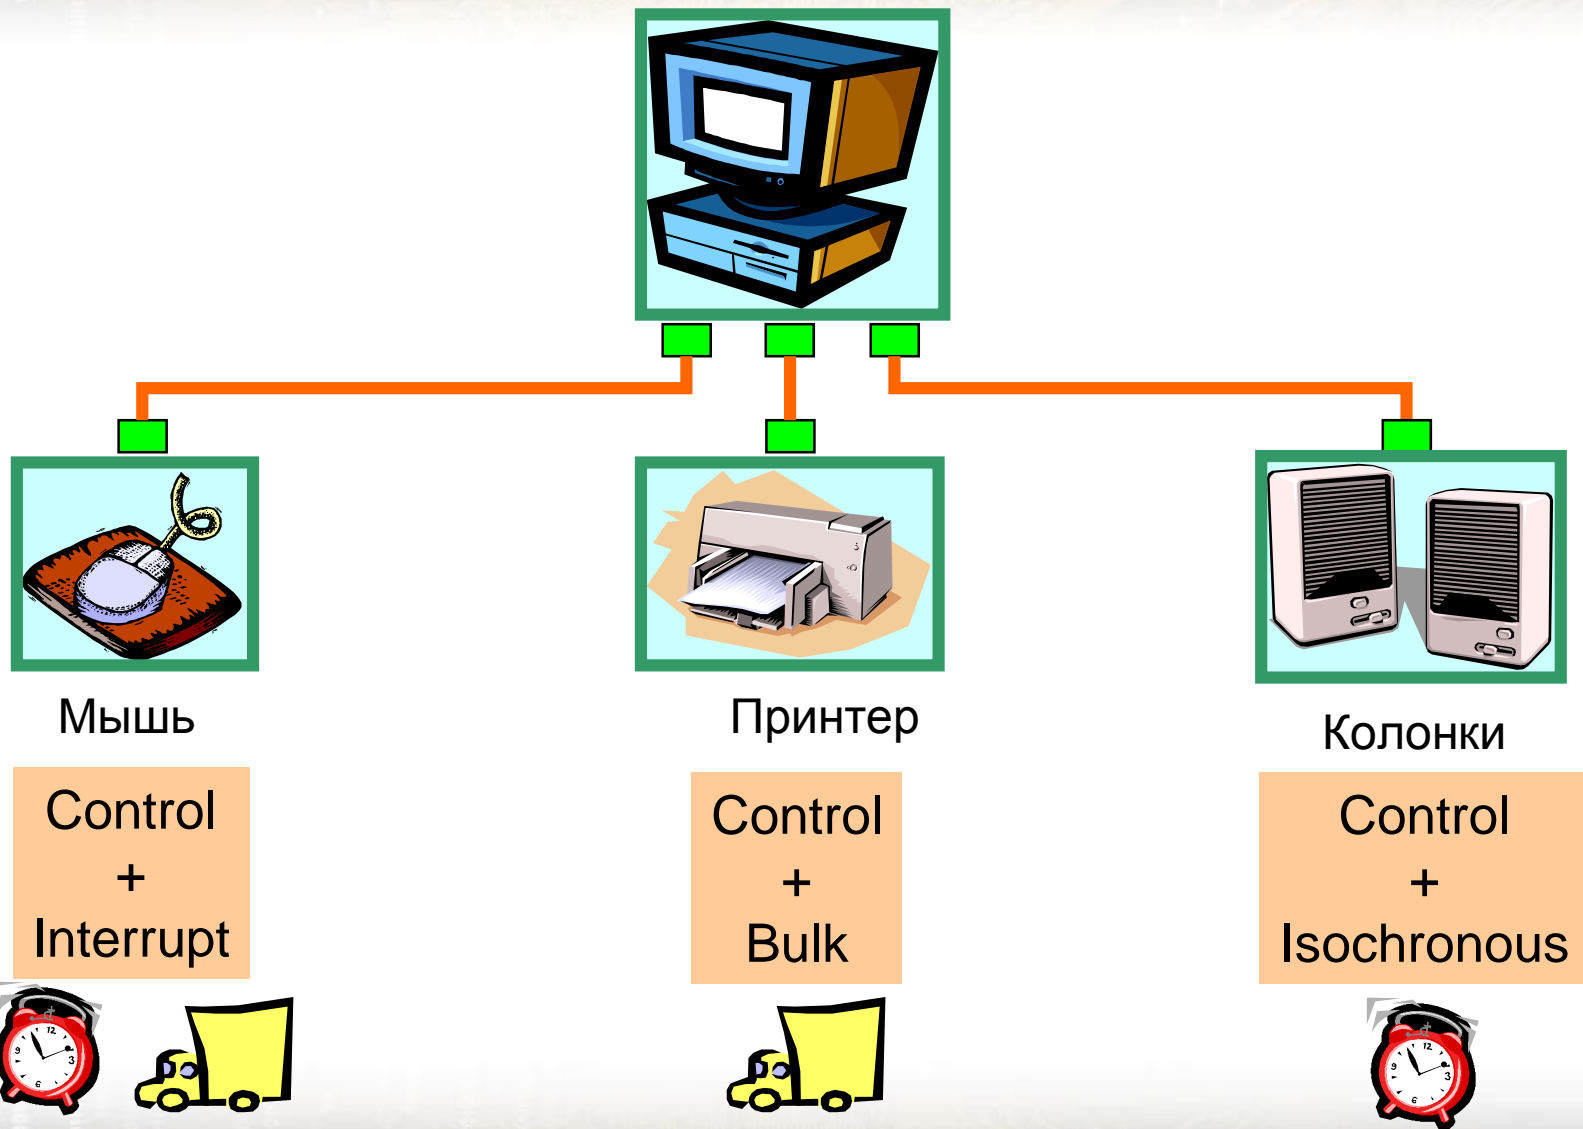 Мышь
Принтер
Колонки
Control
+
Interrupt
Control
+
Bulk
Control
+
Isochronous